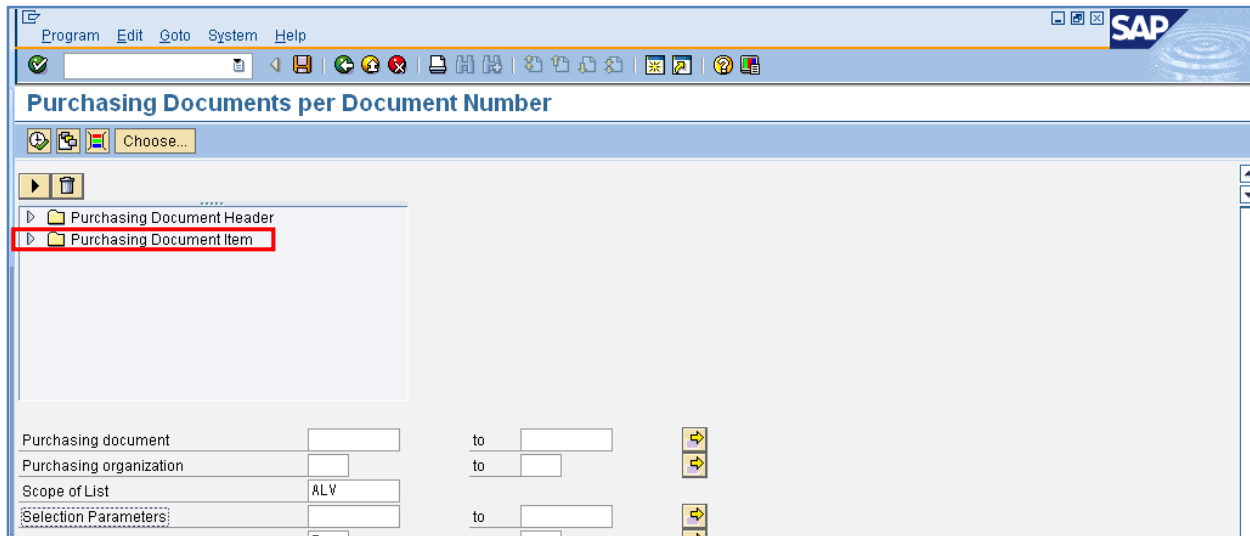 Program Edit Goto System Help
SAP
Purchasing Documents per Document Number
Choose...
Purchasing Document Header
Purchasing Document Item
Purchasing document to
Purchasing organization to
Scope of List ALV
Selection Parameters to